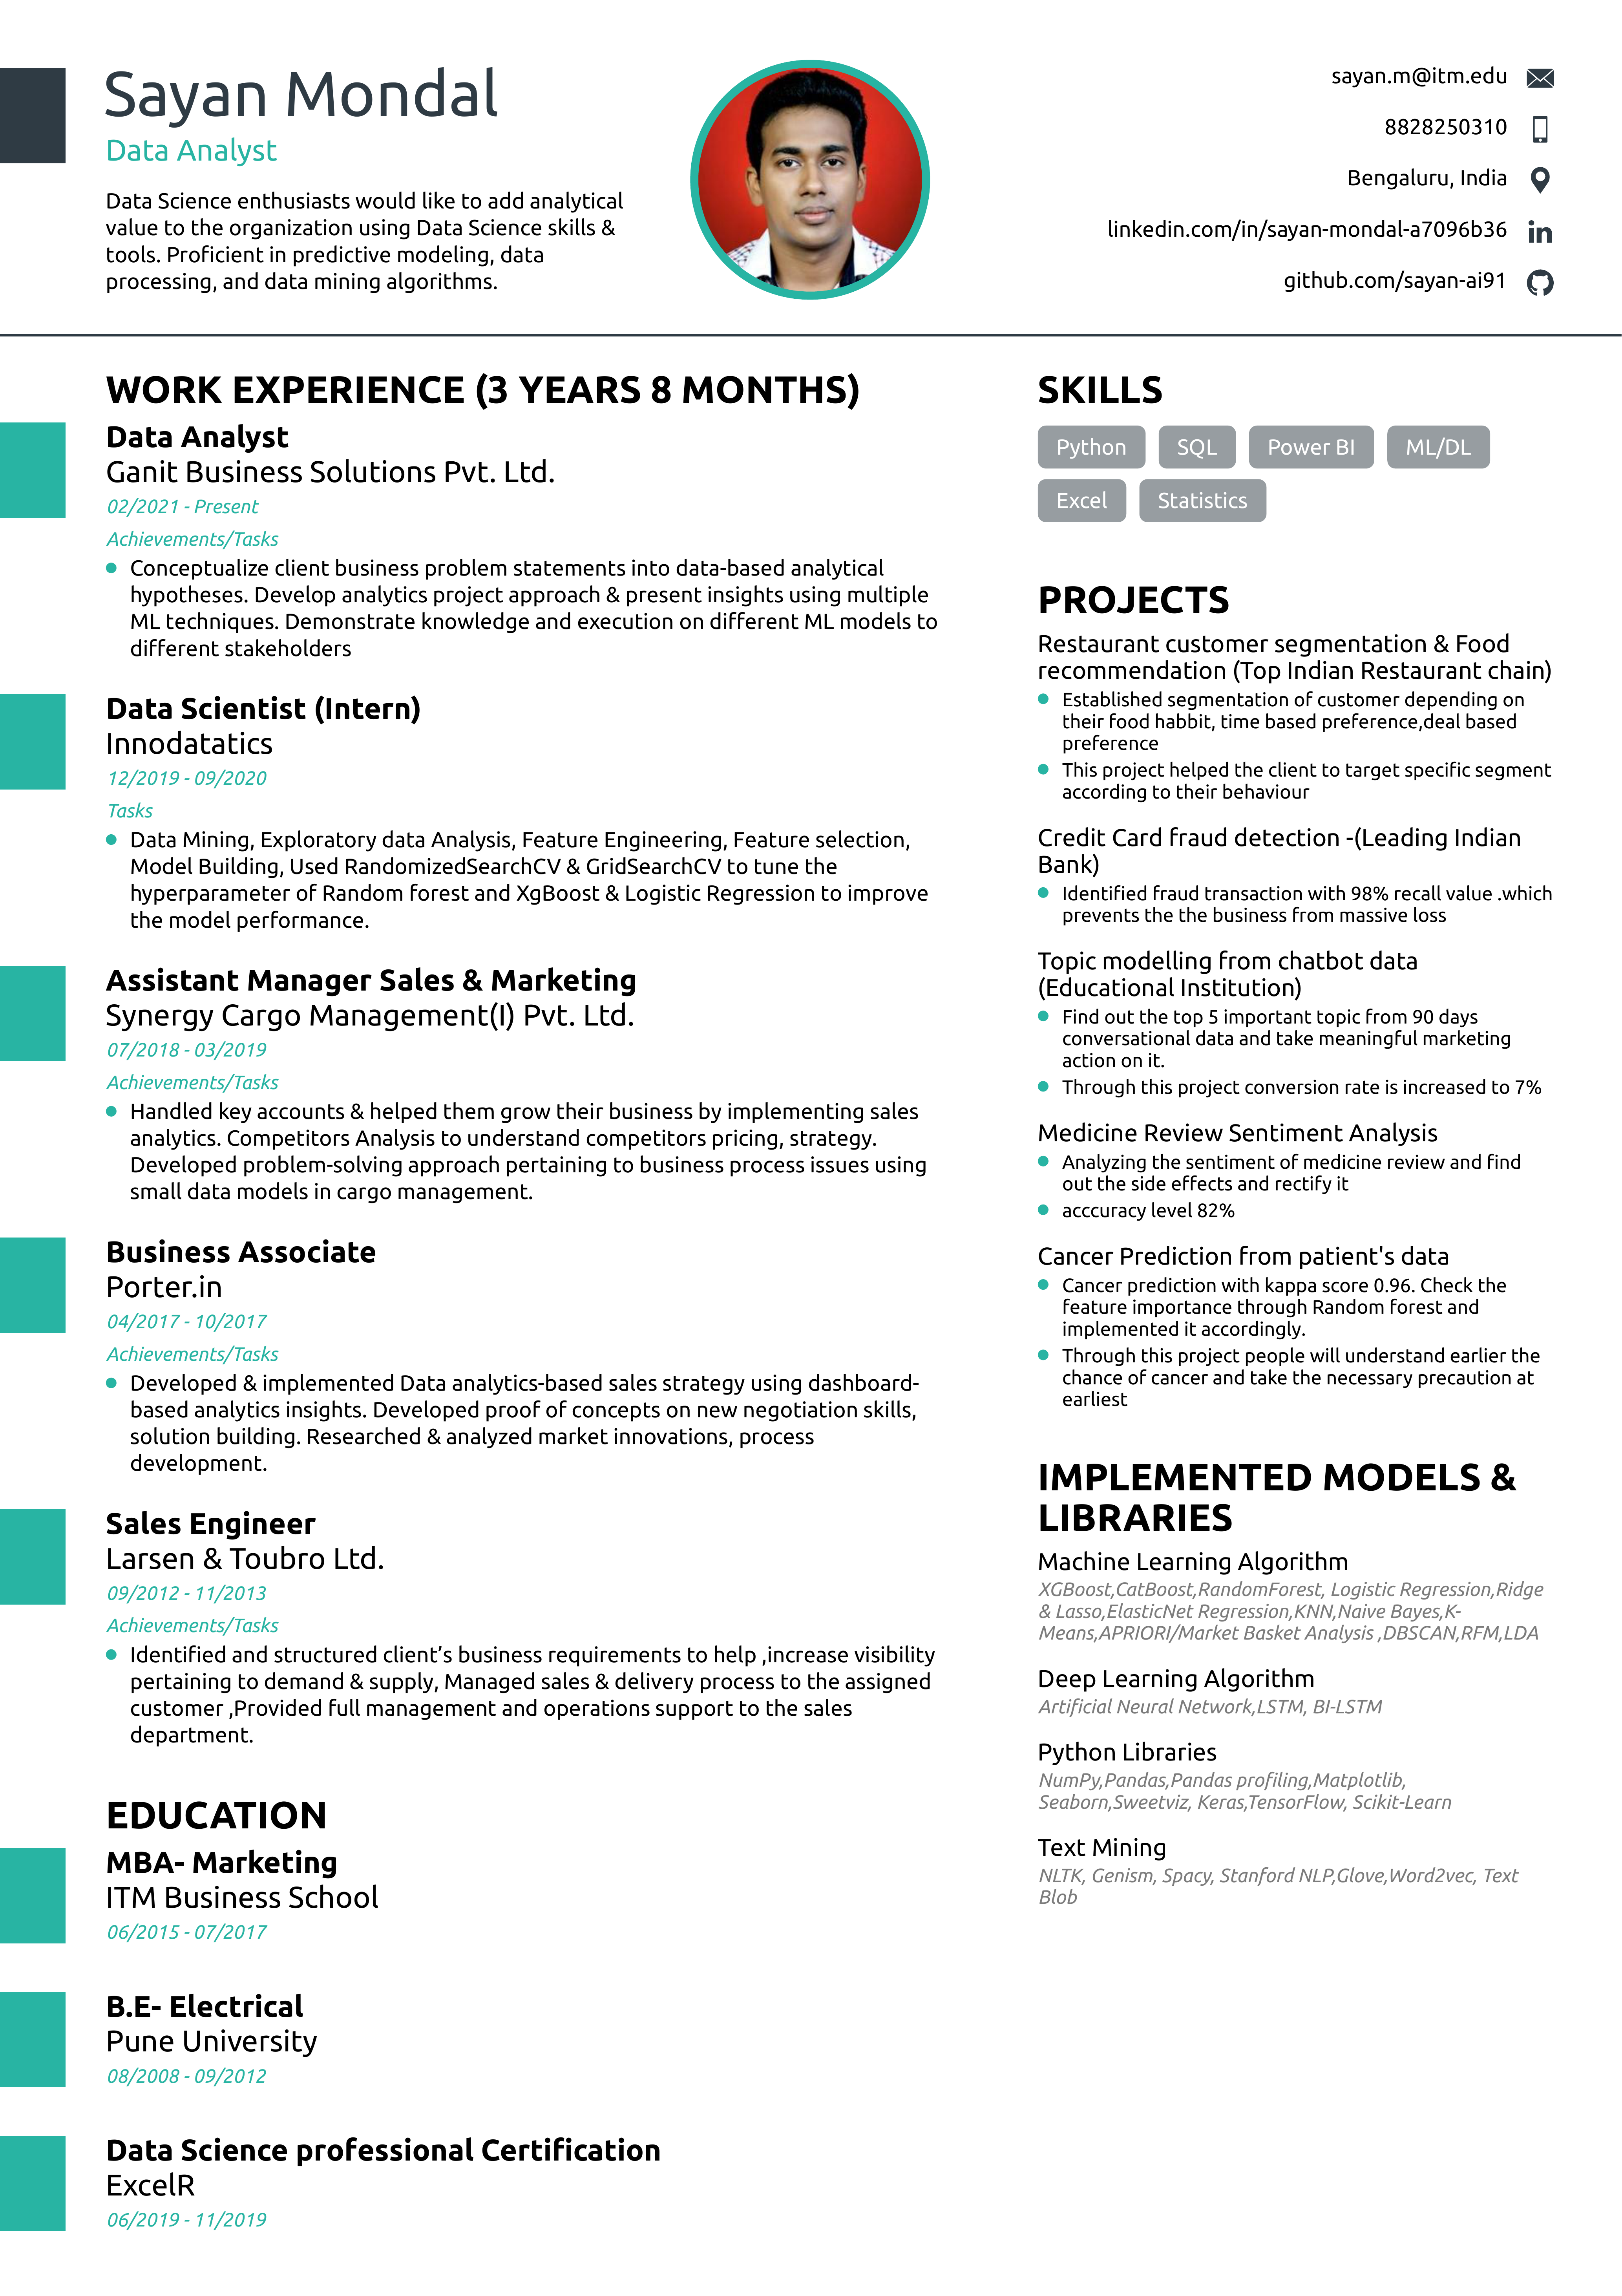 Sayan Mondal
Data Analyst
Data Science enthusiasts would like to add analytical
value to the organization using Data Science skills &
tools. Proficient in predictive modeling, data
processing, and data mining algorithms.
sayan.m@itm.edu
8828250310
Bengaluru, India
linkedin.com/in/sayan-mondal-a7096b36
github.com/sayan-ai91
WORK EXPERIENCE (3 YEARS 8 MONTHS)
Data Analyst
Ganit Business Solutions Pvt. Ltd.
02/2021 - Present
Achievements/Tasks
Conceptualize client business problem statements into data-based analytical
hypotheses. Develop analytics project approach & present insights using multiple
ML techniques. Demonstrate knowledge and execution on different ML models to
different stakeholders
Data Scientist (Intern)
Innodatatics
12/2019 - 09/2020
Tasks
Data Mining, Exploratory data Analysis, Feature Engineering, Feature selection,
Model Building, Used RandomizedSearchCV & GridSearchCV to tune the
hyperparameter of Random forest and XgBoost & Logistic Regression to improve
the model performance.
Assistant Manager Sales & Marketing
Synergy Cargo Management(I) Pvt. Ltd.
07/2018 - 03/2019
Achievements/Tasks
Handled key accounts & helped them grow their business by implementing sales
analytics. Competitors Analysis to understand competitors pricing, strategy.
Developed problem-solving approach pertaining to business process issues using
small data models in cargo management.
Business Associate
Porter.in
04/2017 - 10/2017
Achievements/Tasks
Developed & implemented Data analytics-based sales strategy using dashboard-
based analytics insights. Developed proof of concepts on new negotiation skills,
solution building. Researched & analyzed market innovations, process
development.
Sales Engineer
Larsen & Toubro Ltd.
09/2012 - 11/2013
Achievements/Tasks
Identified and structured client’s business requirements to help ,increase visibility
pertaining to demand & supply, Managed sales & delivery process to the assigned
customer ,Provided full management and operations support to the sales
department.
EDUCATION
MBA- Marketing
ITM Business School
06/2015 - 07/2017
B.E- Electrical
Pune University
08/2008 - 09/2012
Data Science professional Certification
ExcelR
06/2019 - 11/2019
SKILLS
Python SQL Power BI ML/DL
Excel Statistics
PROJECTS
Restaurant customer segmentation & Food
recommendation (Top Indian Restaurant chain)
Established segmentation of customer depending on
their food habbit, time based preference,deal based
preference
This project helped the client to target specific segment
according to their behaviour
Credit Card fraud detection -(Leading Indian
Bank)
Identified fraud transaction with 98% recall value .which
prevents the the business from massive loss
Topic modelling from chatbot data
(Educational Institution)
Find out the top 5 important topic from 90 days
conversational data and take meaningful marketing
action on it.
Through this project conversion rate is increased to 7%
Medicine Review Sentiment Analysis
Analyzing the sentiment of medicine review and find
out the side effects and rectify it
acccuracy level 82%
Cancer Prediction from patient's data
Cancer prediction with kappa score 0.96. Check the
feature importance through Random forest and
implemented it accordingly.
Through this project people will understand earlier the
chance of cancer and take the necessary precaution at
earliest
IMPLEMENTED MODELS &
LIBRARIES
Machine Learning Algorithm
XGBoost,CatBoost,RandomForest, Logistic Regression,Ridge
& Lasso,ElasticNet Regression,KNN,Naive Bayes,K-
Means,APRIORI/Market Basket Analysis ,DBSCAN,RFM,LDA
Deep Learning Algorithm
Artificial Neural Network,LSTM, BI-LSTM
Python Libraries
NumPy,Pandas,Pandas profiling,Matplotlib,
Seaborn,Sweetviz, Keras,TensorFlow, Scikit-Learn
Text Mining
NLTK, Genism, Spacy, Stanford NLP,Glove,Word2vec, Text
Blob